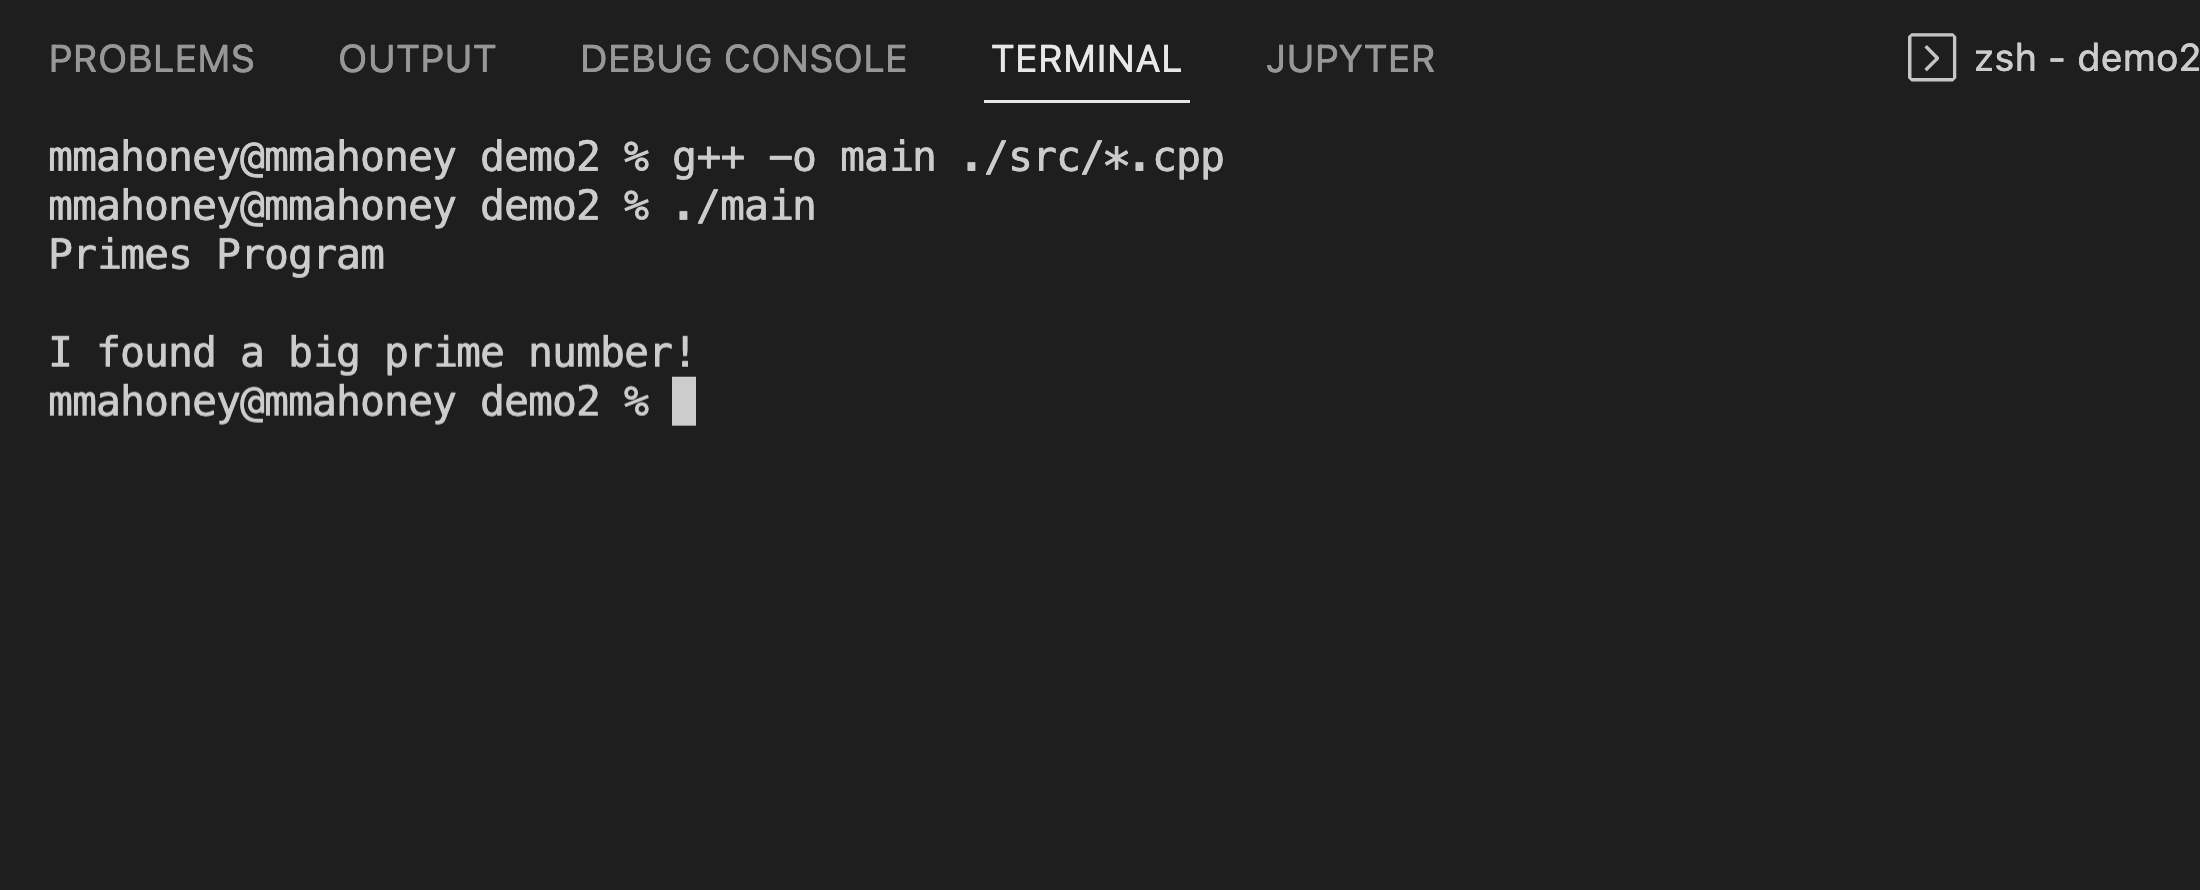 PROBLEMS OUTPUT DEBUG CONSOLE TERMINAL JUPYTER zsh - demo2
mmahoney@mmahoney demo2 % g++ -o main ./src/*.cpp
mmahoney@mmahoney demo2 % ./main
Primes Program
I found a big prime number!
mmahoney@mmahoney demo2 %